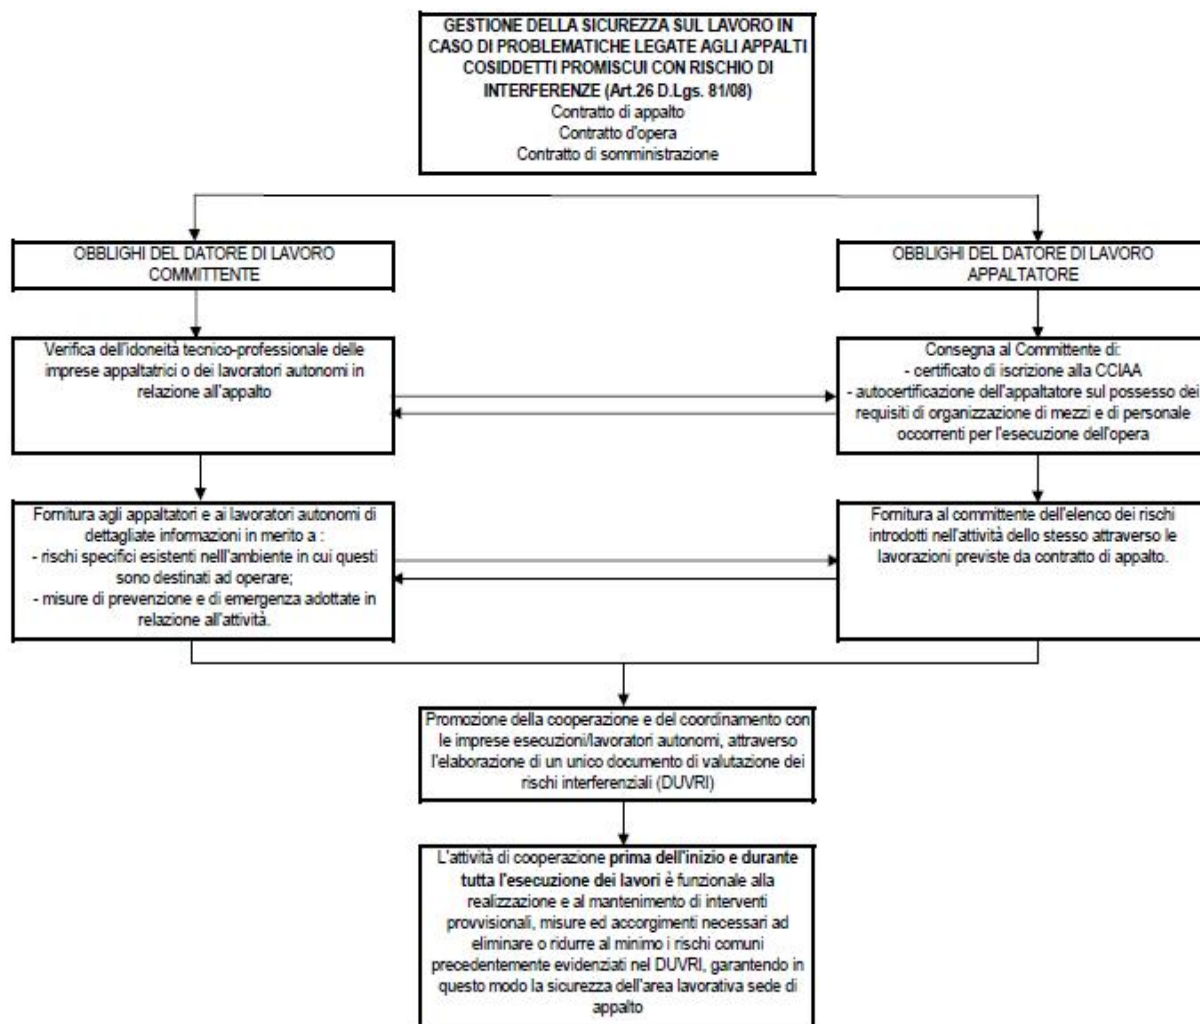 GESTIONE DELLA SICUREZZA SUL LAVORO IN
CASO DI PROBLEMATICHE LEGATE AGLI APPALTI
COSIDDETTI PROMISCUI CON RISCHIO DI
INTERFERENZE (Art.26 D.Lgs. 81/08)
Contratto di appalto
Contratto d'opera
Contratto di somministrazione
OBBLIGHI DEL DATORE DI LAVORO
COMMITTENTE
OBBLIGHI DEL DATORE DI LAVORO
APPALTATORE
Verifica dell'idoneità tecnico-professionale delle
imprese appaltatrici o dei lavoratori autonomi in
relazione all'appalto
Consegna al Committente di:
- certificato di iscrizione alla CCIAA
- autocertificazione dell'appaltatore sul possesso dei
requisiti di organizzazione di mezzi e di personale
occorrenti per l'esecuzione dell'opera
Fornitura agli appaltatori e ai lavoratori autonomi di
dettagliate informazioni in merito a :
- rischi specifici esistenti nelll'ambiente in cui questi
sono destinati ad operare;
- misure di prevenzione e di emergenza adottate in
relazione all'attività.
Fornitura al committente dell'elenco dei rischi
introdotti nell'attività dello stesso attraverso le
lavorazioni previste da contratto di appalto.
Promozione della cooperazione e del coordinamento con
le imprese esecuzioni/lavoratori autonomi, attraverso
l'elaborazione di un unico documento di valutazione dei
rischi interferenziali (DUVRI)
L'attività di cooperazione prima dell'inizio e durante
tutta l'esecuzione dei lavori è funzionale alla
realizzazione e al mantenimento di interventi
provvisionali, misure ed accorgimenti necessari ad
eliminare o ridurre al minimo i rischi comuni
precedentemente evidenziati nel DUVRI, garantendo in
questo modo la sicurezza dell'area lavorativa sede di
appalto